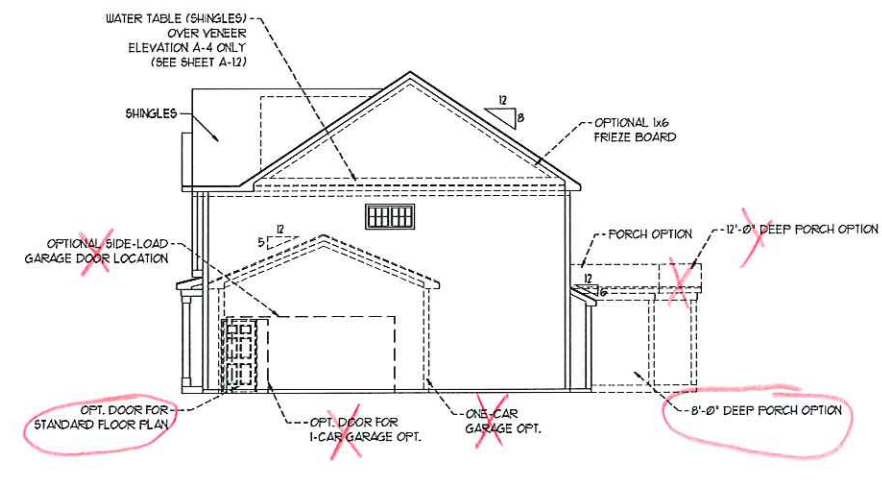 WATER TABLE (SHINGLES)
OVER VENEER
ELEVATION A-4 ONLY
(SEE SHEET A-1.2)
SHINGLES
12
8
OPTIONAL 1x6
FRIEZE BOARD
OPTIONAL SIDE-LOAD
GARAGE DOOR LOCATION
12
5
PORCH OPTION
12'-0" DEEP PORCH OPTION
12
6
OPT. DOOR FOR
STANDARD FLOOR PLAN
OPT. DOOR FOR
1-CAR GARAGE OPT.
ONE-CAR
GARAGE OPT.
8'-0" DEEP PORCH OPTION